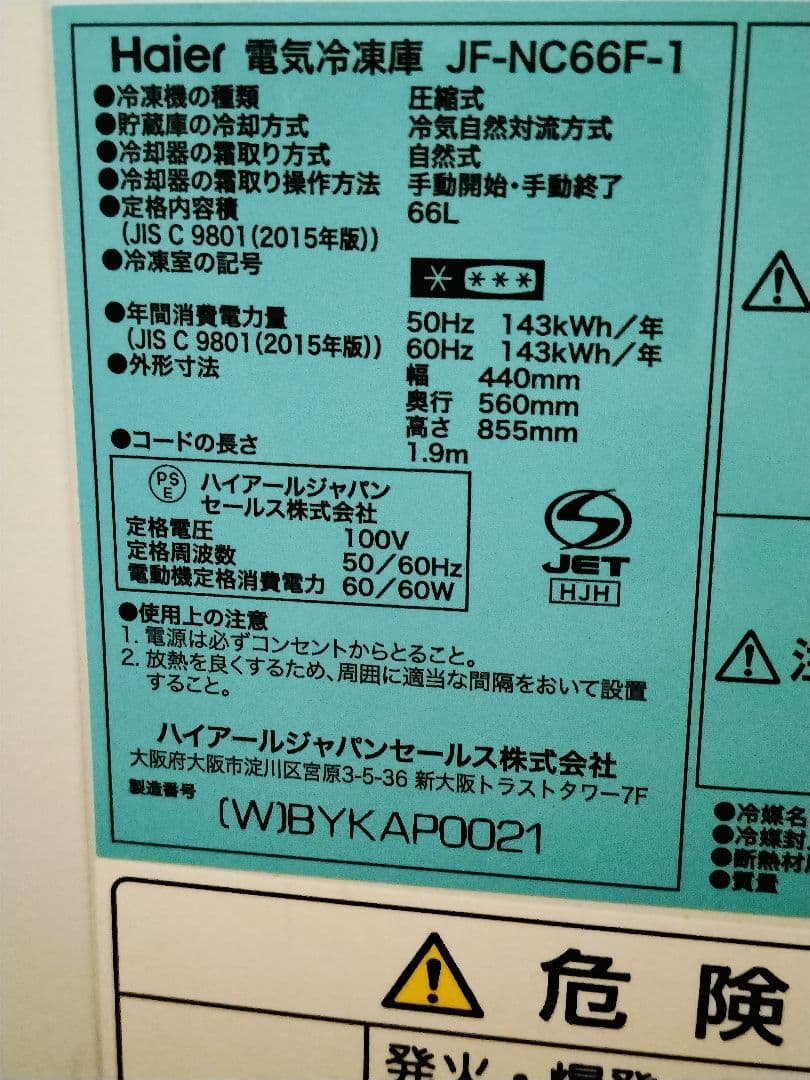 Haier 電気冷凍庫 JF-NC66F-1
●冷凍機の種類 圧縮式
●貯蔵庫の冷却方式 冷気自然対流方式
●冷却器の霜取り方式 自然式
●冷却器の霜取り操作方法 手動開始・手動終了
●定格内容積 66L
(JIS C 9801(2015年版))
●冷凍室の記号 * ***
●年間消費電力量 50Hz 143kWh/年
(JIS C 9801(2015年版)) 60Hz 143kWh/年
●外形寸法 幅 440mm
奥行 560mm
高さ 855mm
●コードの長さ 1.9m
PSE ハイアールジャパン
セールス株式会社
定格電圧 100V
定格周波数 50/60Hz
電動機定格消費電力 60/60W
JET
HJH
●使用上の注意
1. 電源は必ずコンセントからとること。
2. 放熱を良くするため、周囲に適当な間隔をおいて設置
すること。
ハイアールジャパンセールス株式会社
大阪府大阪市淀川区宮原3-5-36 新大阪トラストタワー7F
製造番号
(W)BYKAP0021
●冷媒名
●冷媒封
●断熱材
●質量
危険
発火・爆発